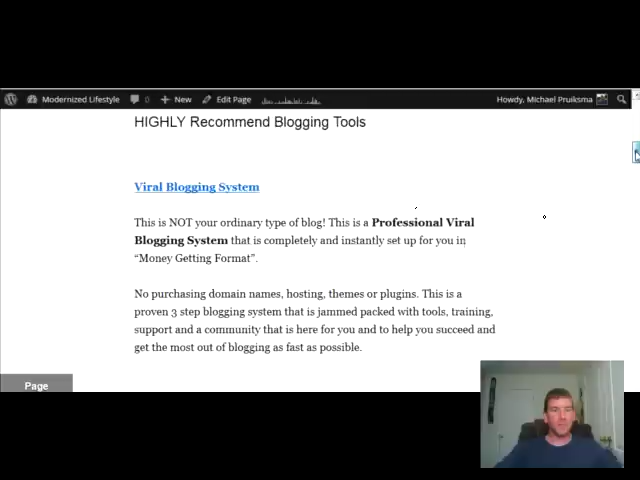 Modernized Lifestyle 0 New Edit Page Howdy, Michael Pruiksma
HIGHLY Recommend Blogging Tools
Viral Blogging System
This is NOT your ordinary type of blog! This is a Professional Viral
Blogging System that is completely and instantly set up for you in
“Money Getting Format”.
No purchasing domain names, hosting, themes or plugins. This is a
proven 3 step blogging system that is jammed packed with tools, training,
support and a community that is here for you and to help you succeed and
get the most out of blogging as fast as possible.
Page